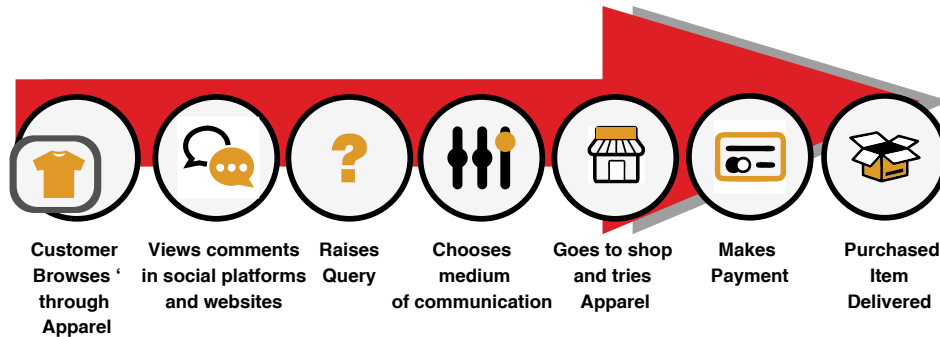 Customer
Browses ‘
through
Apparel
Views comments
in social platforms
and websites
Raises
Query
Chooses
medium
of communication
Goes to shop
and tries
Apparel
Makes
Payment
Purchased
Item
Delivered